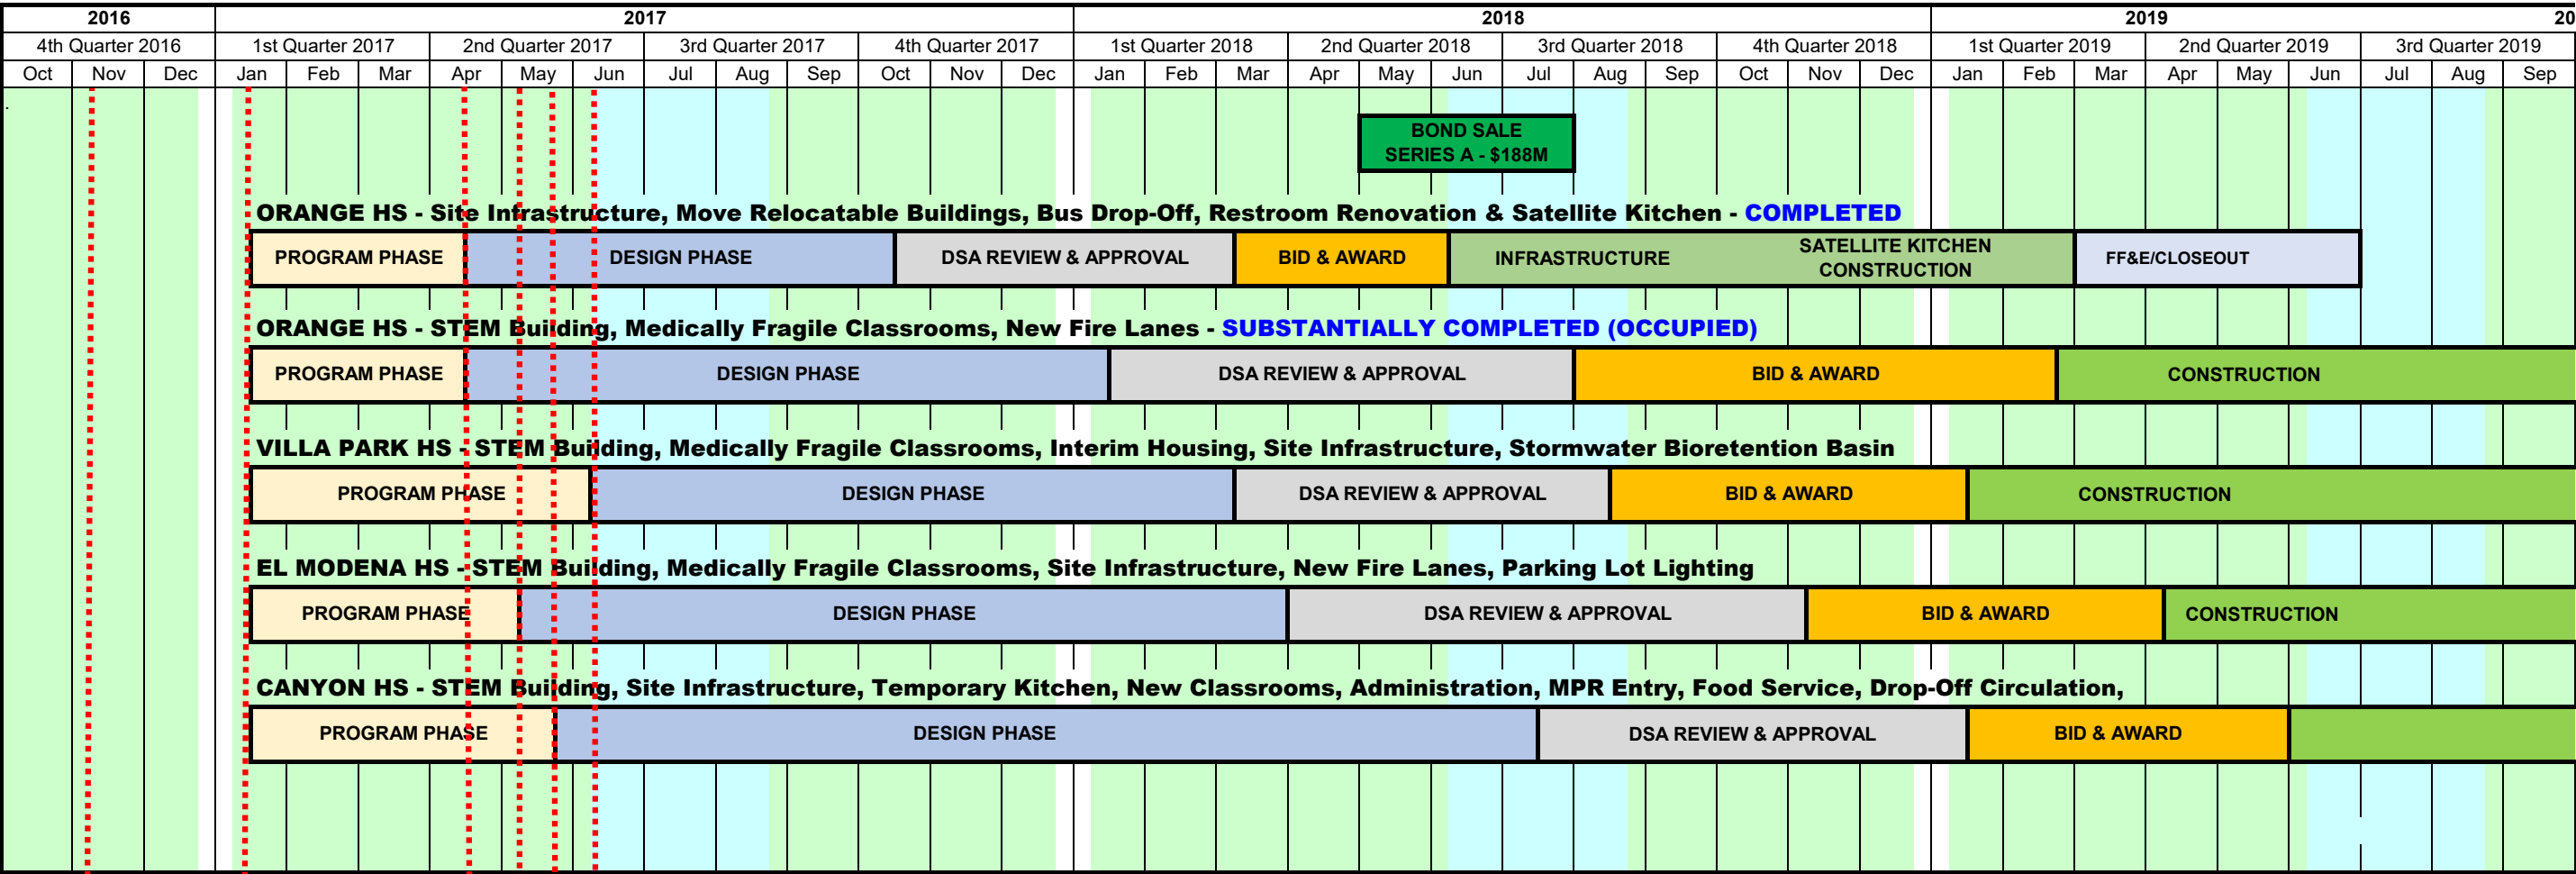 2016 2017 2018 2019 20
4th Quarter 2016 1st Quarter 2017 2nd Quarter 2017 3rd Quarter 2017 4th Quarter 2017 1st Quarter 2018 2nd Quarter 2018 3rd Quarter 2018 4th Quarter 2018 1st Quarter 2019 2nd Quarter 2019 3rd Quarter 2019
Oct Nov Dec Jan Feb Mar Apr May Jun Jul Aug Sep Oct Nov Dec Jan Feb Mar Apr May Jun Jul Aug Sep Oct Nov Dec Jan Feb Mar Apr May Jun Jul Aug Sep
BOND SALE
SERIES A - $188M
ORANGE HS - Site Infrastructure, Move Relocatable Buildings, Bus Drop-Off, Restroom Renovation & Satellite Kitchen - COMPLETED
PROGRAM PHASE DESIGN PHASE DSA REVIEW & APPROVAL BID & AWARD INFRASTRUCTURE SATELLITE KITCHEN
CONSTRUCTION FF&E/CLOSEOUT
ORANGE HS - STEM Building, Medically Fragile Classrooms, New Fire Lanes - SUBSTANTIALLY COMPLETED (OCCUPIED)
PROGRAM PHASE DESIGN PHASE DSA REVIEW & APPROVAL BID & AWARD CONSTRUCTION
VILLA PARK HS - STEM Building, Medically Fragile Classrooms, Interim Housing, Site Infrastructure, Stormwater Bioretention Basin
PROGRAM PHASE DESIGN PHASE DSA REVIEW & APPROVAL BID & AWARD CONSTRUCTION
EL MODENA HS - STEM Building, Medically Fragile Classrooms, Site Infrastructure, New Fire Lanes, Parking Lot Lighting
PROGRAM PHASE DESIGN PHASE DSA REVIEW & APPROVAL BID & AWARD CONSTRUCTION
CANYON HS - STEM Building, Site Infrastructure, Temporary Kitchen, New Classrooms, Administration, MPR Entry, Food Service, Drop-Off Circulation,
PROGRAM PHASE DESIGN PHASE DSA REVIEW & APPROVAL BID & AWARD